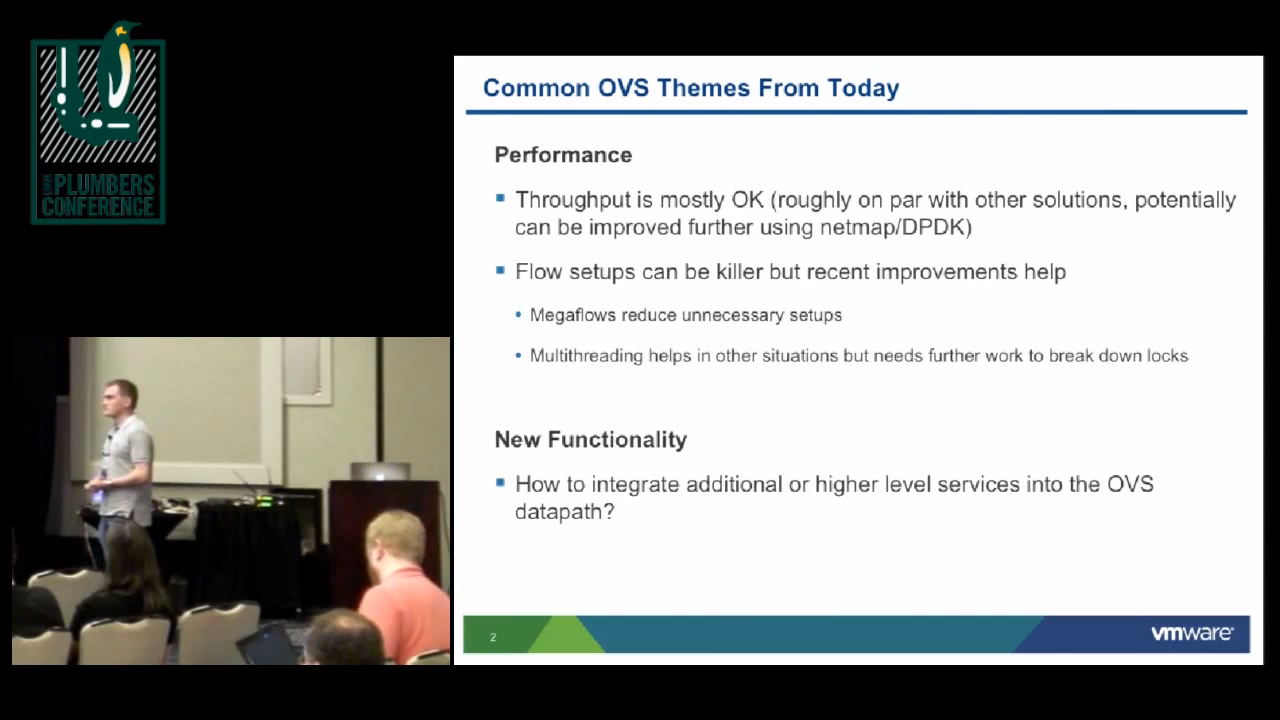 LINUX
PLUMBERS
CONFERENCE
Common OVS Themes From Today
Performance
Throughput is mostly OK (roughly on par with other solutions, potentially
can be improved further using netmap/DPDK)
Flow setups can be killer but recent improvements help
Megaflows reduce unnecessary setups
Multithreading helps in other situations but needs further work to break down locks
New Functionality
How to integrate additional or higher level services into the OVS
datapath?
2
vmware